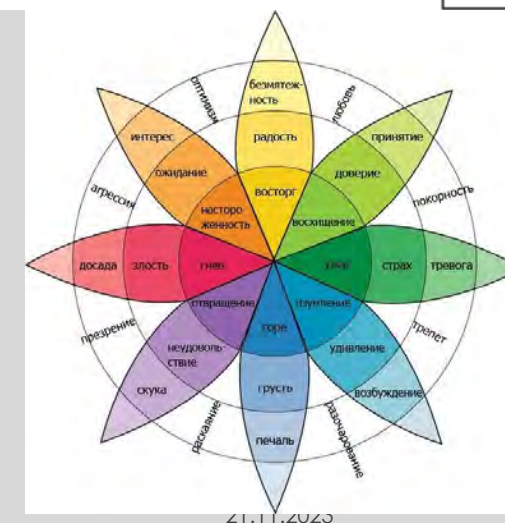 безмятеж-
ность
радость
восторг
оптимизм
любовь
интерес
ожидание
насторо-
женность
принятие
доверие
восхищение
агрессия
покорность
досада
злость
гнев
ужас
страх
тревога
презрение
трепет
отвращение
неудоволь-
ствие
скука
изумление
удивление
возбуждение
горе
грусть
печаль
раскаяние
разочарование
21.11.2023